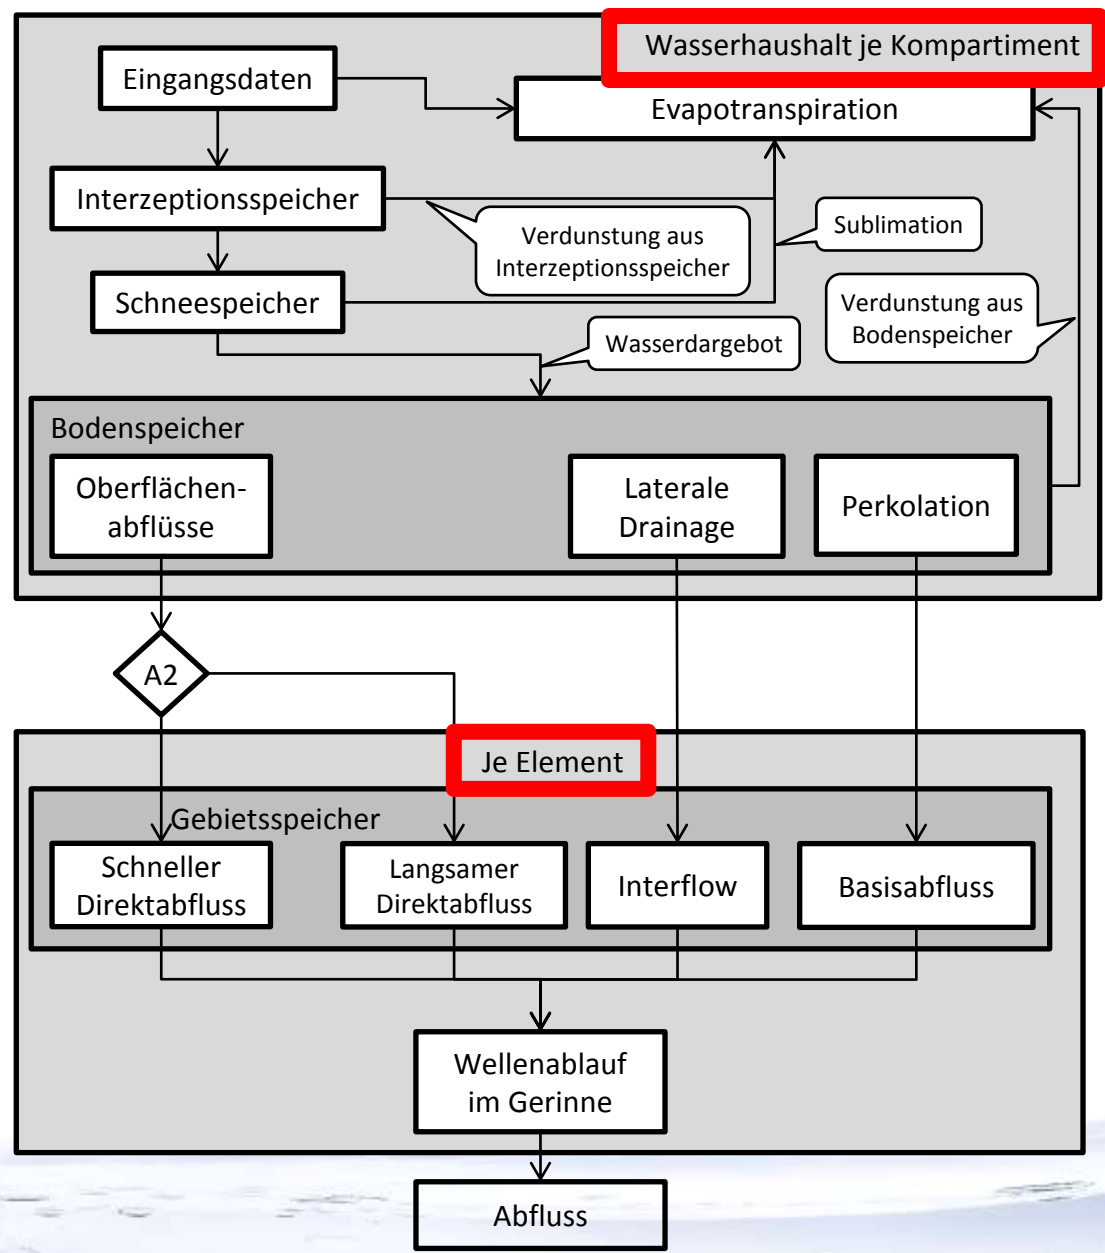 Wasserhaushalt je Kompartiment
Eingangsdaten
Evapotranspiration
Interzeptionsspeicher
Verdunstung aus
Interzeptionsspeicher
Sublimation
Schneespeicher
Verdunstung aus
Bodenspeicher
Wasserdargebot
Bodenspeicher
Oberflächen-
abflüsse
Laterale
Drainage
Perkolation
A2
Je Element
Gebietsspeicher
Schneller
Direktabfluss
Langsamer
Direktabfluss
Interflow
Basisabfluss
Wellenablauf
im Gerinne
Abfluss